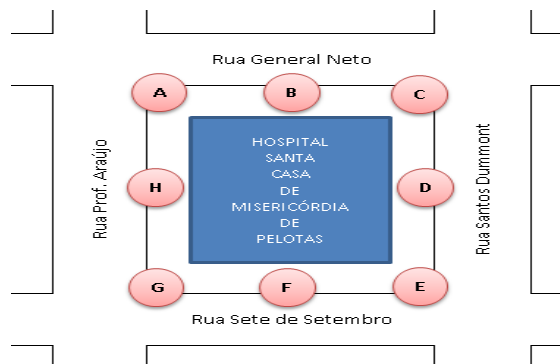 Rua General Neto
A
B
C
HOSPITAL
SANTA
CASA
DE
MISERICÓRDIA
DE
PELOTAS
H
D
Rua Prof. Araújo
Rua Santos Dummont
G
F
E
Rua Sete de Setembro